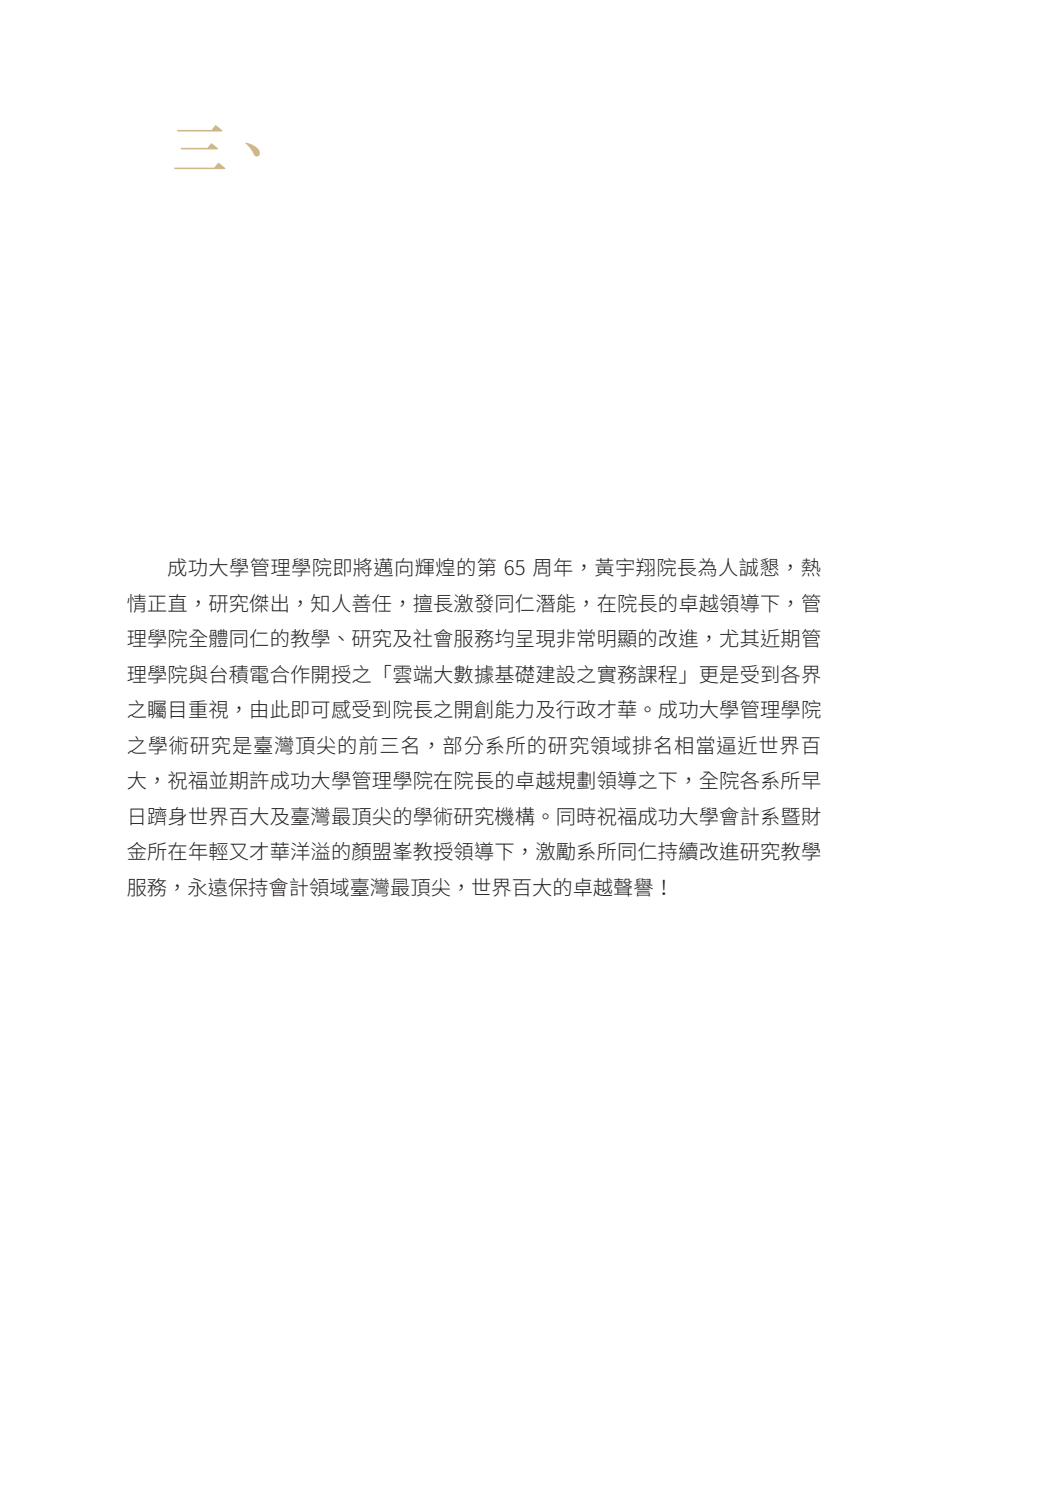 三、
成功大學管理學院即將邁向輝煌的第 65 周年，黃宇翔院長為人誠懇，熱
情正直，研究傑出，知人善任，擅長激發同仁潛能，在院長的卓越領導下，管
理學院全體同仁的教學、研究及社會服務均呈現非常明顯的改進，尤其近期管
理學院與台積電合作開授之「雲端大數據基礎建設之實務課程」更是受到各界
之矚目重視，由此即可感受到院長之開創能力及行政才華。成功大學管理學院
之學術研究是臺灣頂尖的前三名，部分系所的研究領域排名相當逼近世界百
大，祝福並期許成功大學管理學院在院長的卓越規劃領導之下，全院各系所早
日躋身世界百大及臺灣最頂尖的學術研究機構。同時祝福成功大學會計系暨財
金所在年輕又才華洋溢的顏盟峯教授領導下，激勵系所同仁持續改進研究教學
服務，永遠保持會計領域臺灣最頂尖，世界百大的卓越聲譽！